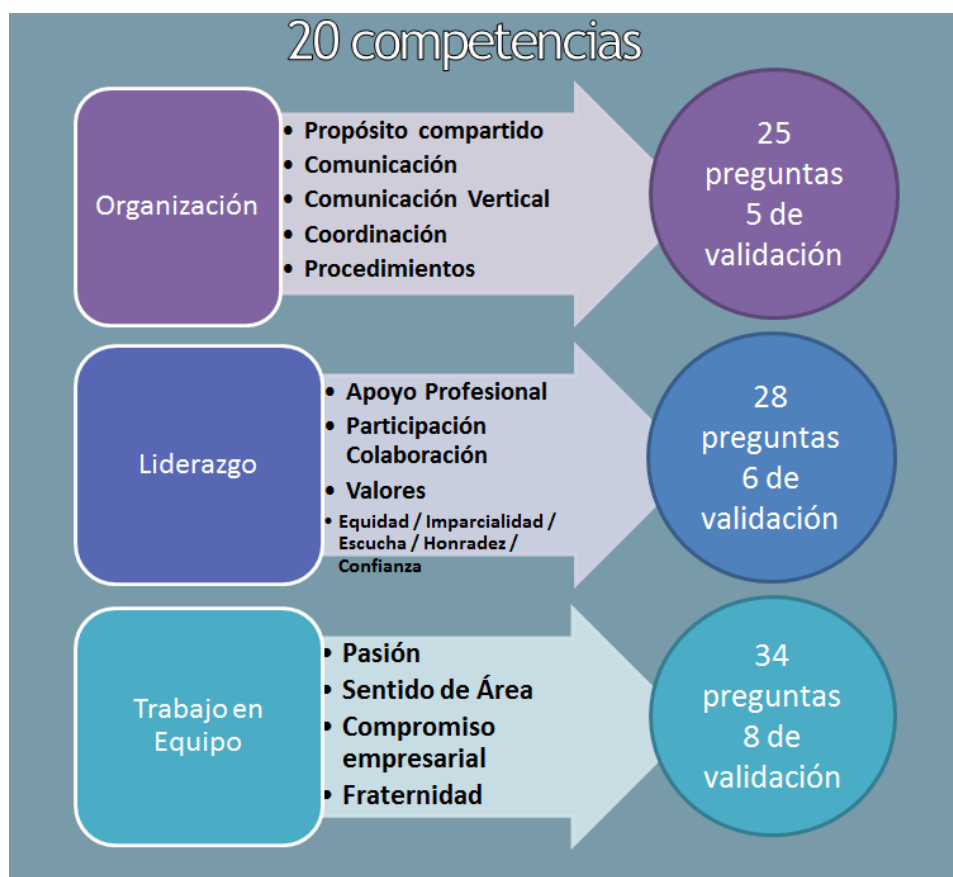 20 competencias
Organización
• Propósito compartido
• Comunicación
• Comunicación Vertical
• Coordinación
• Procedimientos
25
preguntas
5 de
validación
Liderazgo
• Apoyo Profesional
• Participación
Colaboración
• Valores
• Equidad / Imparcialidad /
Escucha / Honradez /
Confianza
28
preguntas
6 de
validación
Trabajo en
Equipo
• Pasión
• Sentido de Área
• Compromiso
empresarial
• Fraternidad
34
preguntas
8 de
validación